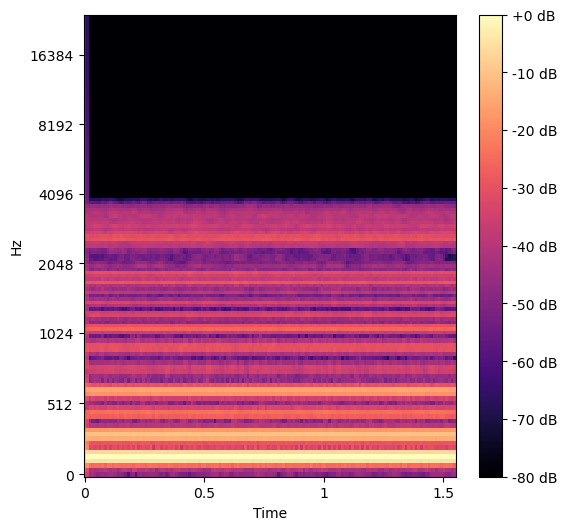 +0 dB
16384
-10 dB
8192
-20 dB
4096
-30 dB
Hz
-40 dB
2048
-50 dB
1024
-60 dB
512
-70 dB
0
-80 dB
0 0.5 1 1.5
Time